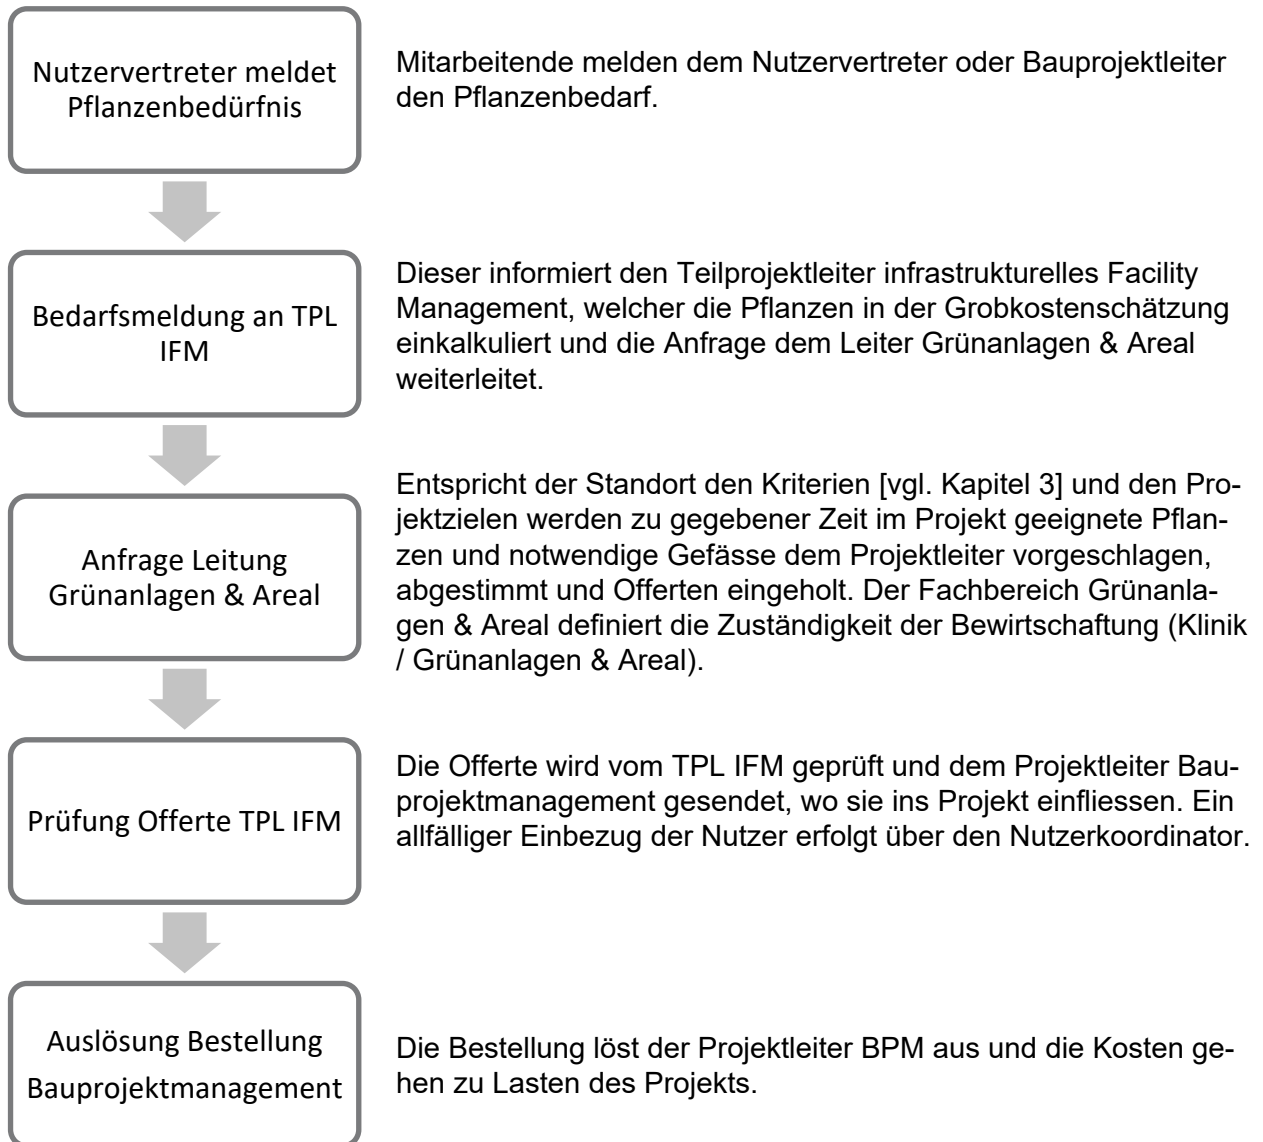 Nutzervertreter meldet
Pflanzenbedürfnis
Mitarbeitende melden dem Nutzervertreter oder Bauprojektleiter
den Pflanzenbedarf.
Bedarfsmeldung an TPL
IFM
Dieser informiert den Teilprojektleiter infrastrukturelles Facility
Management, welcher die Pflanzen in der Grobkostenschätzung
einkalkuliert und die Anfrage dem Leiter Grünanlagen & Areal
weiterleitet.
Anfrage Leitung
Grünanlagen & Areal
Entspricht der Standort den Kriterien [vgl. Kapitel 3] und den Pro-
jektzielen werden zu gegebener Zeit im Projekt geeignete Pflan-
zen und notwendige Gefässe dem Projektleiter vorgeschlagen,
abgestimmt und Offerten eingeholt. Der Fachbereich Grünanla-
gen & Areal definiert die Zuständigkeit der Bewirtschaftung (Klinik
/ Grünanlagen & Areal).
Prüfung Offerte TPL IFM
Die Offerte wird vom TPL IFM geprüft und dem Projektleiter Bau-
projektmanagement gesendet, wo sie ins Projekt einfliessen. Ein
allfälliger Einbezug der Nutzer erfolgt über den Nutzerkoordinator.
Auslösung Bestellung
Bauprojektmanagement
Die Bestellung löst der Projektleiter BPM aus und die Kosten ge-
hen zu Lasten des Projekts.